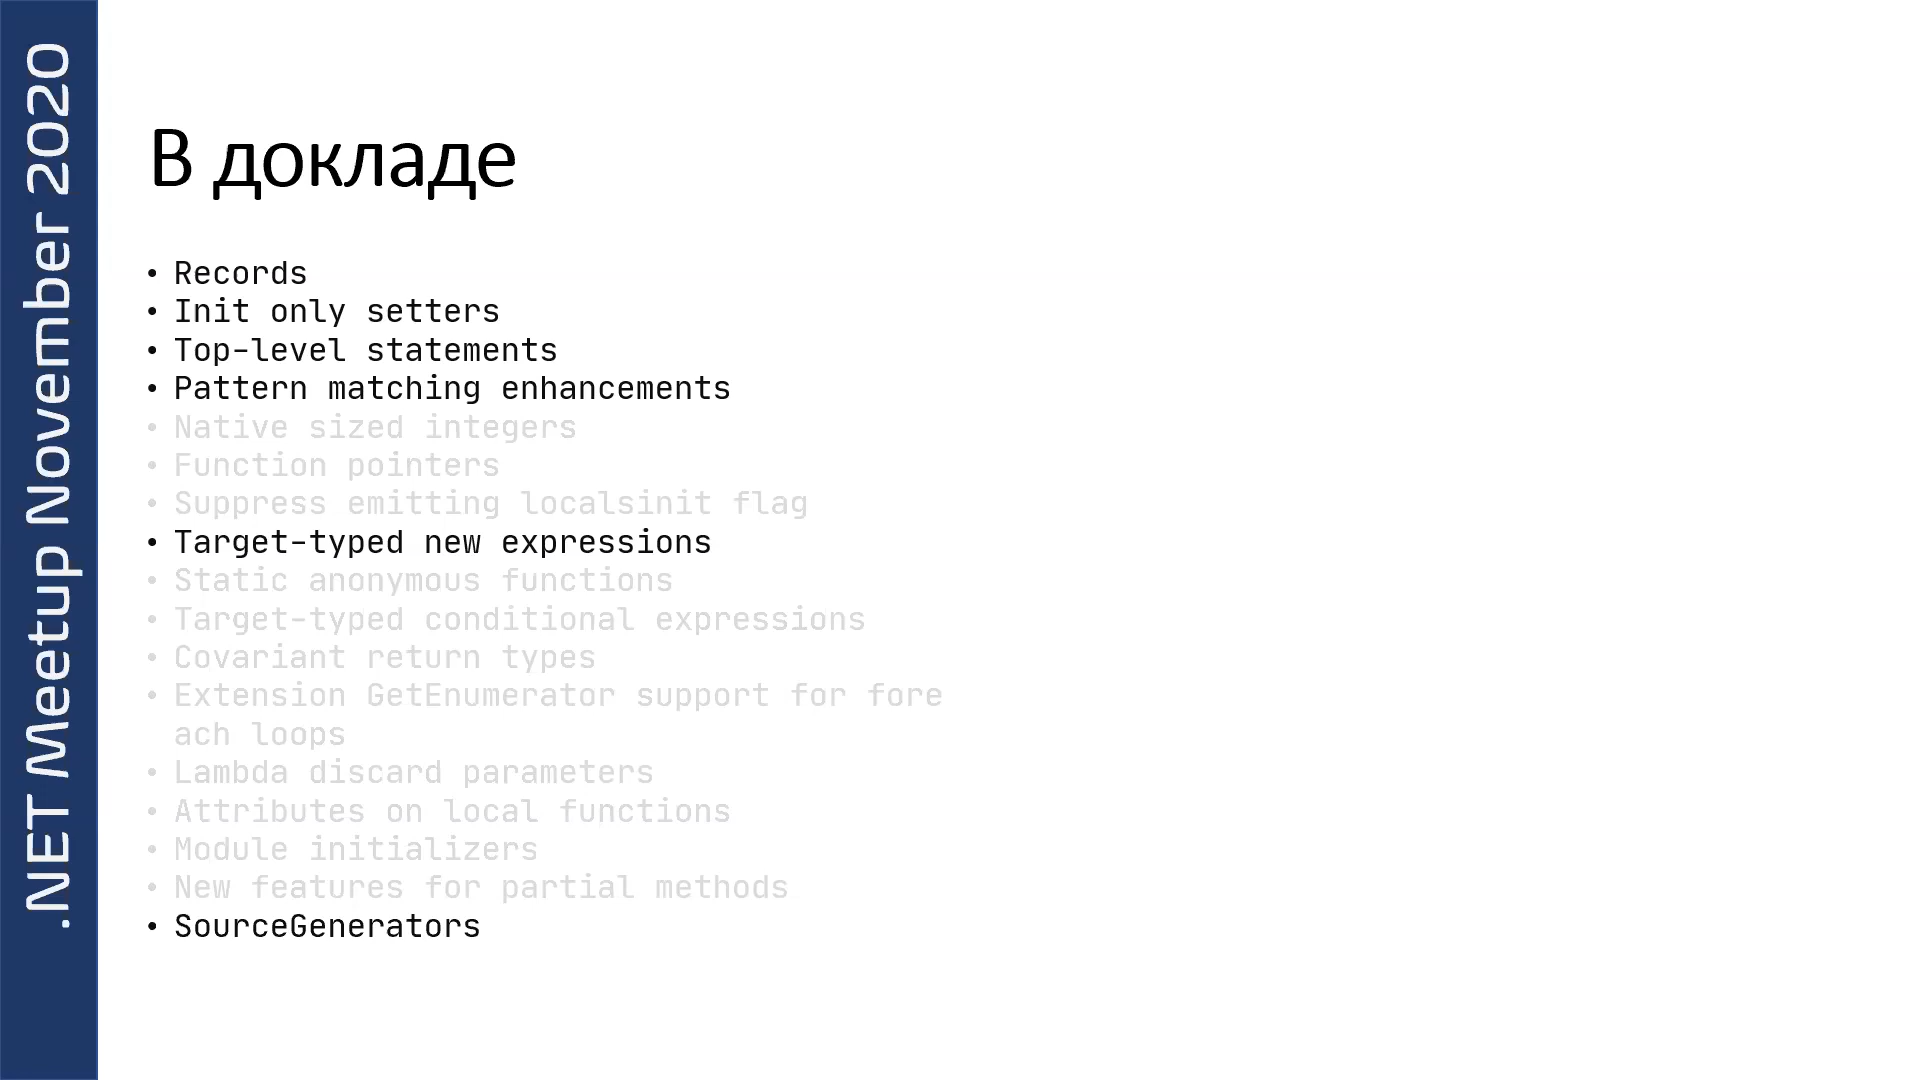 .NET Meetup November 2020
В докладе
• Records
• Init only setters
• Top-level statements
• Pattern matching enhancements
• Native sized integers
• Function pointers
• Suppress emitting localsinit flag
• Target-typed new expressions
• Static anonymous functions
• Target-typed conditional expressions
• Covariant return types
• Extension GetEnumerator support for fore
ach loops
• Lambda discard parameters
• Attributes on local functions
• Module initializers
• New features for partial methods
• SourceGenerators